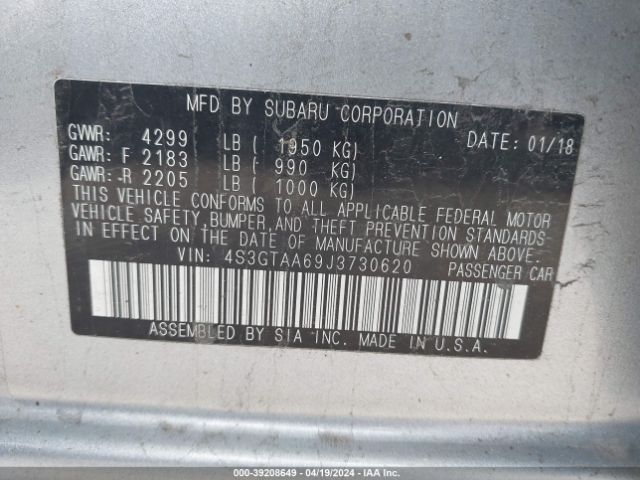 MFD BY SUBARU CORPORATION
GVWR: 4299 LB ( 1950 KG) DATE: 01/18
GAWR: F 2183 LB ( 990 KG)
GAWR: R 2205 LB ( 1000 KG)
THIS VEHICLE CONFORMS TO ALL APPLICABLE FEDERAL MOTOR
VEHICLE SAFETY, BUMPER, AND THEFT PREVENTION STANDARDS
IN EFFECT ON THE DATE OF MANUFACTURE SHOWN ABOVE.
VIN: 4S3GTAA69J3730620 PASSENGER CAR
ASSEMBLED BY SIA INC. MADE IN U.S.A.
000-39208649 - 04/19/2024 - IAA Inc.